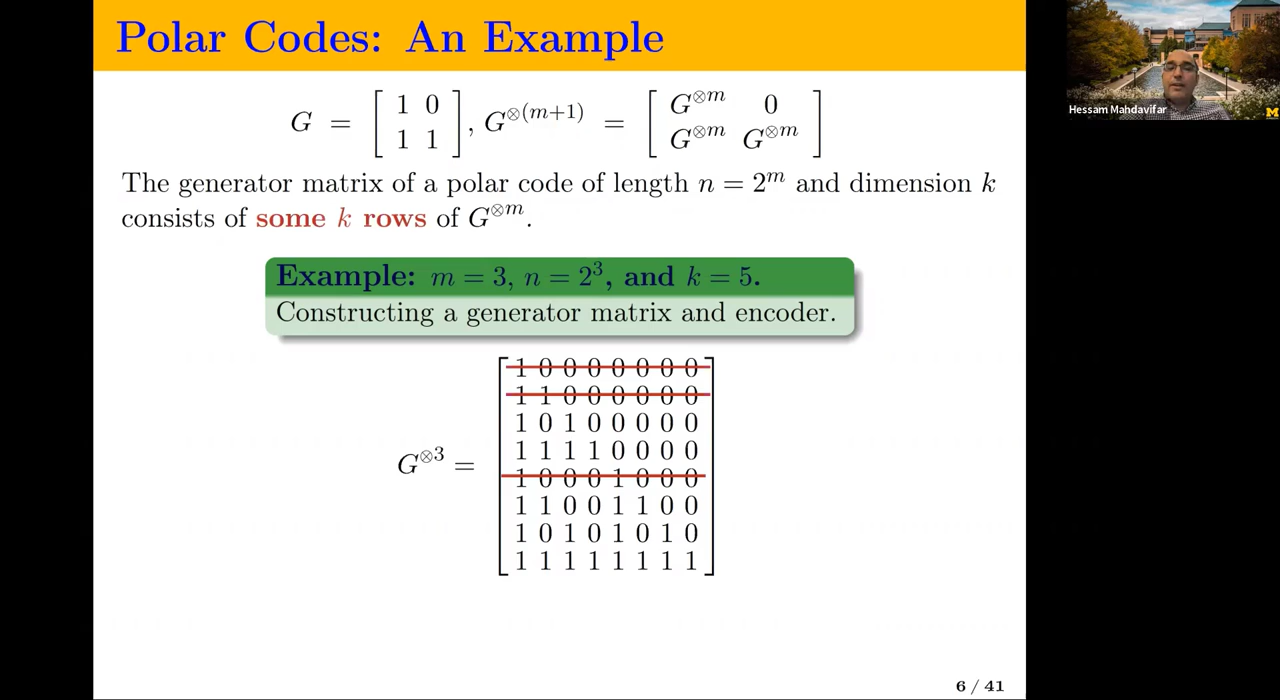 Polar Codes: An Example
G = [ 1 0 ; 1 1 ], G^{⊗(m+1)} = [ G^{⊗m} 0 ; G^{⊗m} G^{⊗m} ]
The generator matrix of a polar code of length n = 2^m and dimension k
consists of some k rows of G^{⊗m}.
Example: m = 3, n = 2^3, and k = 5.
Constructing a generator matrix and encoder.
G^{⊗3} =
1 0 0 0 0 0 0 0
1 1 0 0 0 0 0 0
1 0 1 0 0 0 0 0
1 1 1 1 0 0 0 0
1 0 0 0 1 0 0 0
1 1 0 0 1 1 0 0
1 0 1 0 1 0 1 0
1 1 1 1 1 1 1 1
6 / 41
Hessam Mahdavifar
M